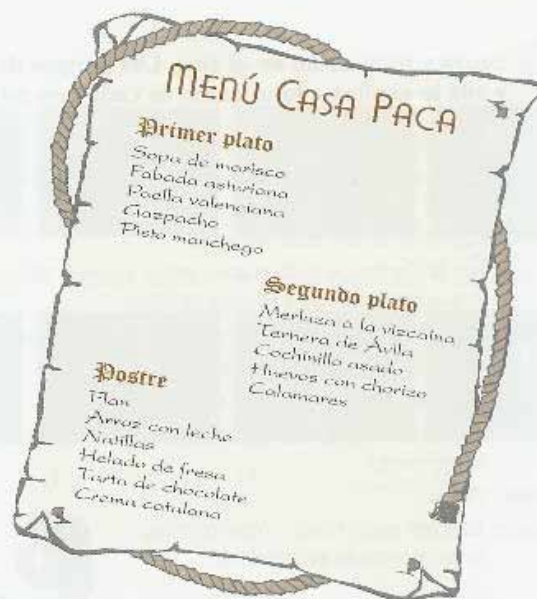 MENÚ CASA PACA
Primer plato
Sopa de marisco
Fabada asturiana
Paella valenciana
Gazpacho
Pisto manchego
Segundo plato
Merluza a la vizcaína
Ternera de Ávila
Cochinillo asado
Huevos con chorizo
Calamares
Postre
Flan
Arroz con leche
Natillas
Helado de fresa
Tarta de chocolate
Crema catalana